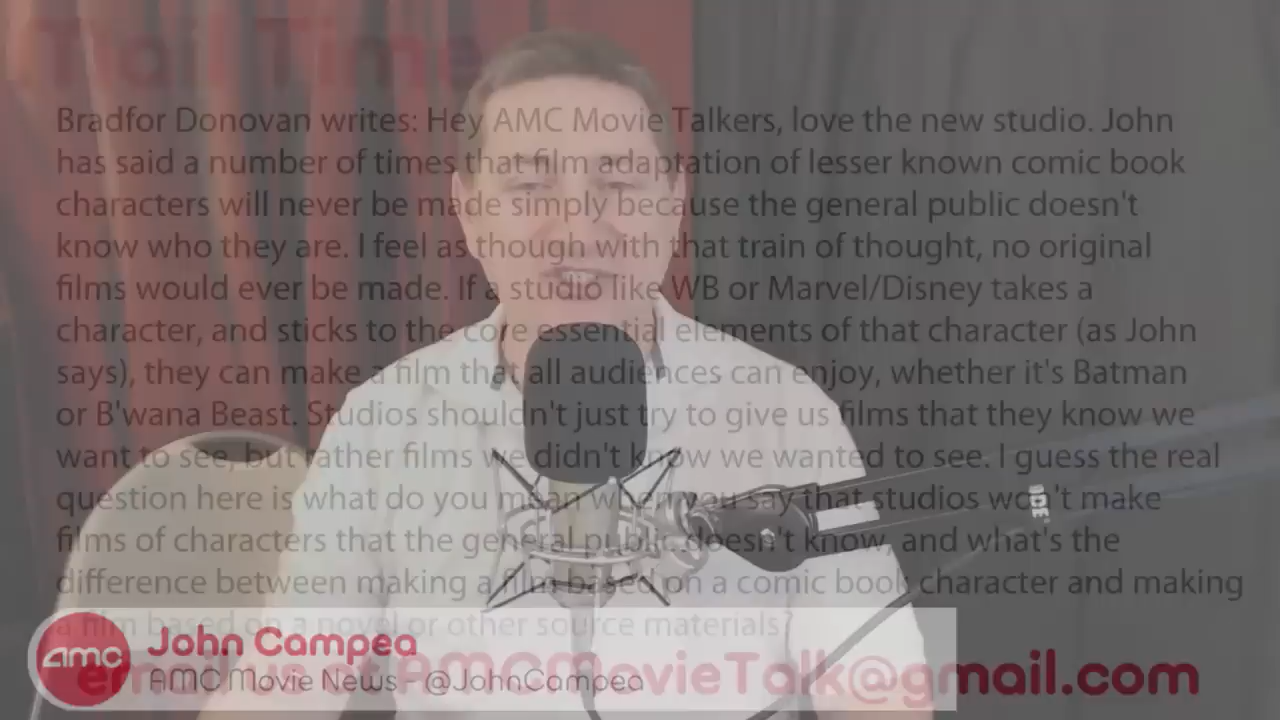 Mail Time
Bradfor Donovan writes: Hey AMC Movie Talkers, love the new studio. John
has said a number of times that film adaptation of lesser known comic book
characters will never be made simply because the general public doesn't
know who they are. I feel as though with that train of thought, no original
films would ever be made. If a studio like WB or Marvel/Disney takes a
character, and sticks to the core essential elements of that character (as John
says), they can make a film that all audiences can enjoy, whether it's Batman
or B'wana Beast. Studios shouldn't just try to give us films that they know we
want to see, but rather films we didn't know we wanted to see. I guess the real
question here is what do you mean when you say that studios won't make
films of characters that the general public doesn't know, and what's the
difference between making a film based on a comic book character and making
a film based on a novel or other source materials
John Campea
amc
AMC Movie News - @JohnCampea
email us at AMCMovieTalk@gmail.com